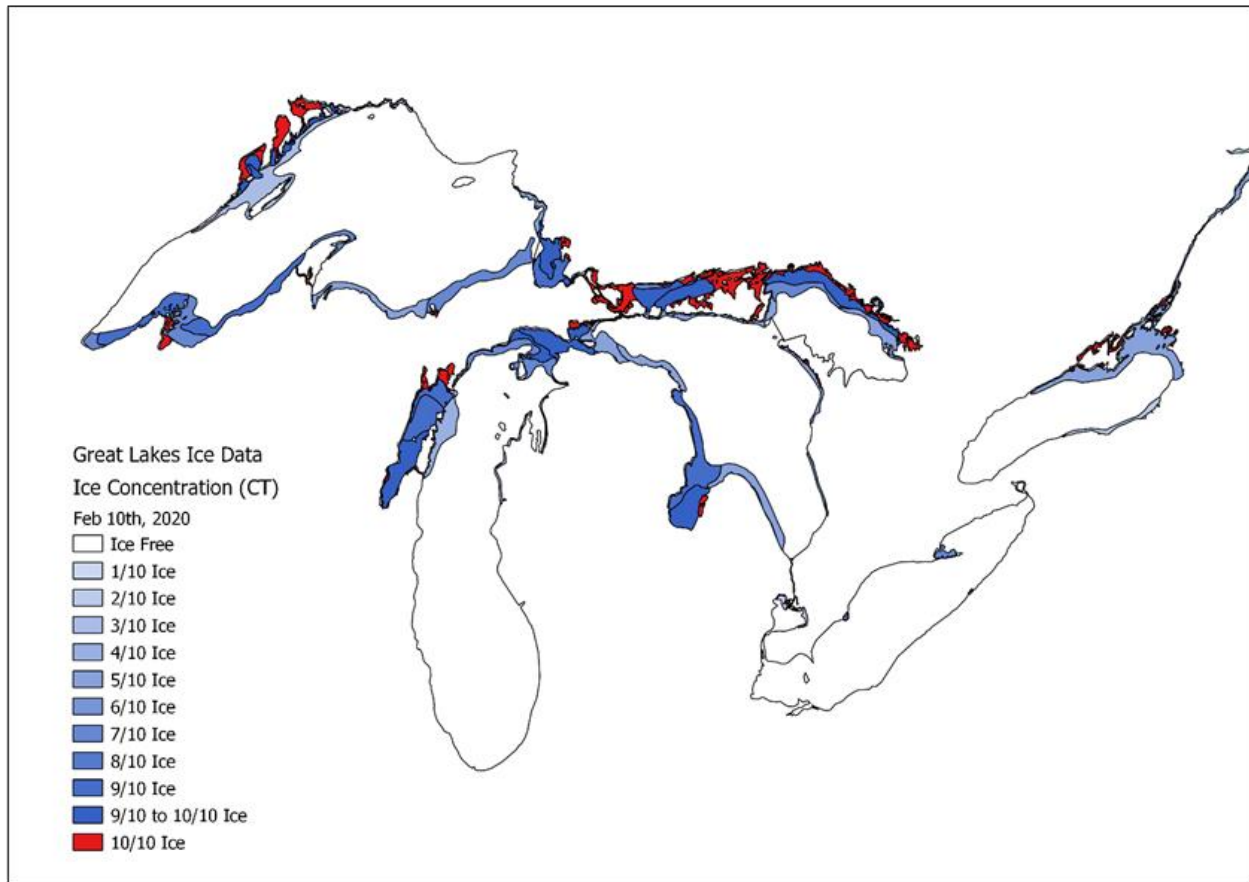 Great Lakes Ice Data
Ice Concentration (CT)
Feb 10th, 2020
Ice Free
1/10 Ice
2/10 Ice
3/10 Ice
4/10 Ice
5/10 Ice
6/10 Ice
7/10 Ice
8/10 Ice
9/10 Ice
9/10 to 10/10 Ice
10/10 Ice